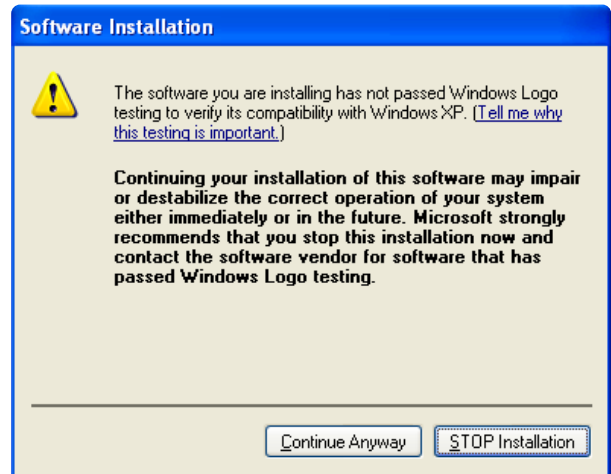 Software Installation
The software you are installing has not passed Windows Logo
testing to verify its compatibility with Windows XP. (Tell me why
this testing is important.)
Continuing your installation of this software may impair
or destabilize the correct operation of your system
either immediately or in the future. Microsoft strongly
recommends that you stop this installation now and
contact the software vendor for software that has
passed Windows Logo testing.
Continue Anyway
STOP Installation